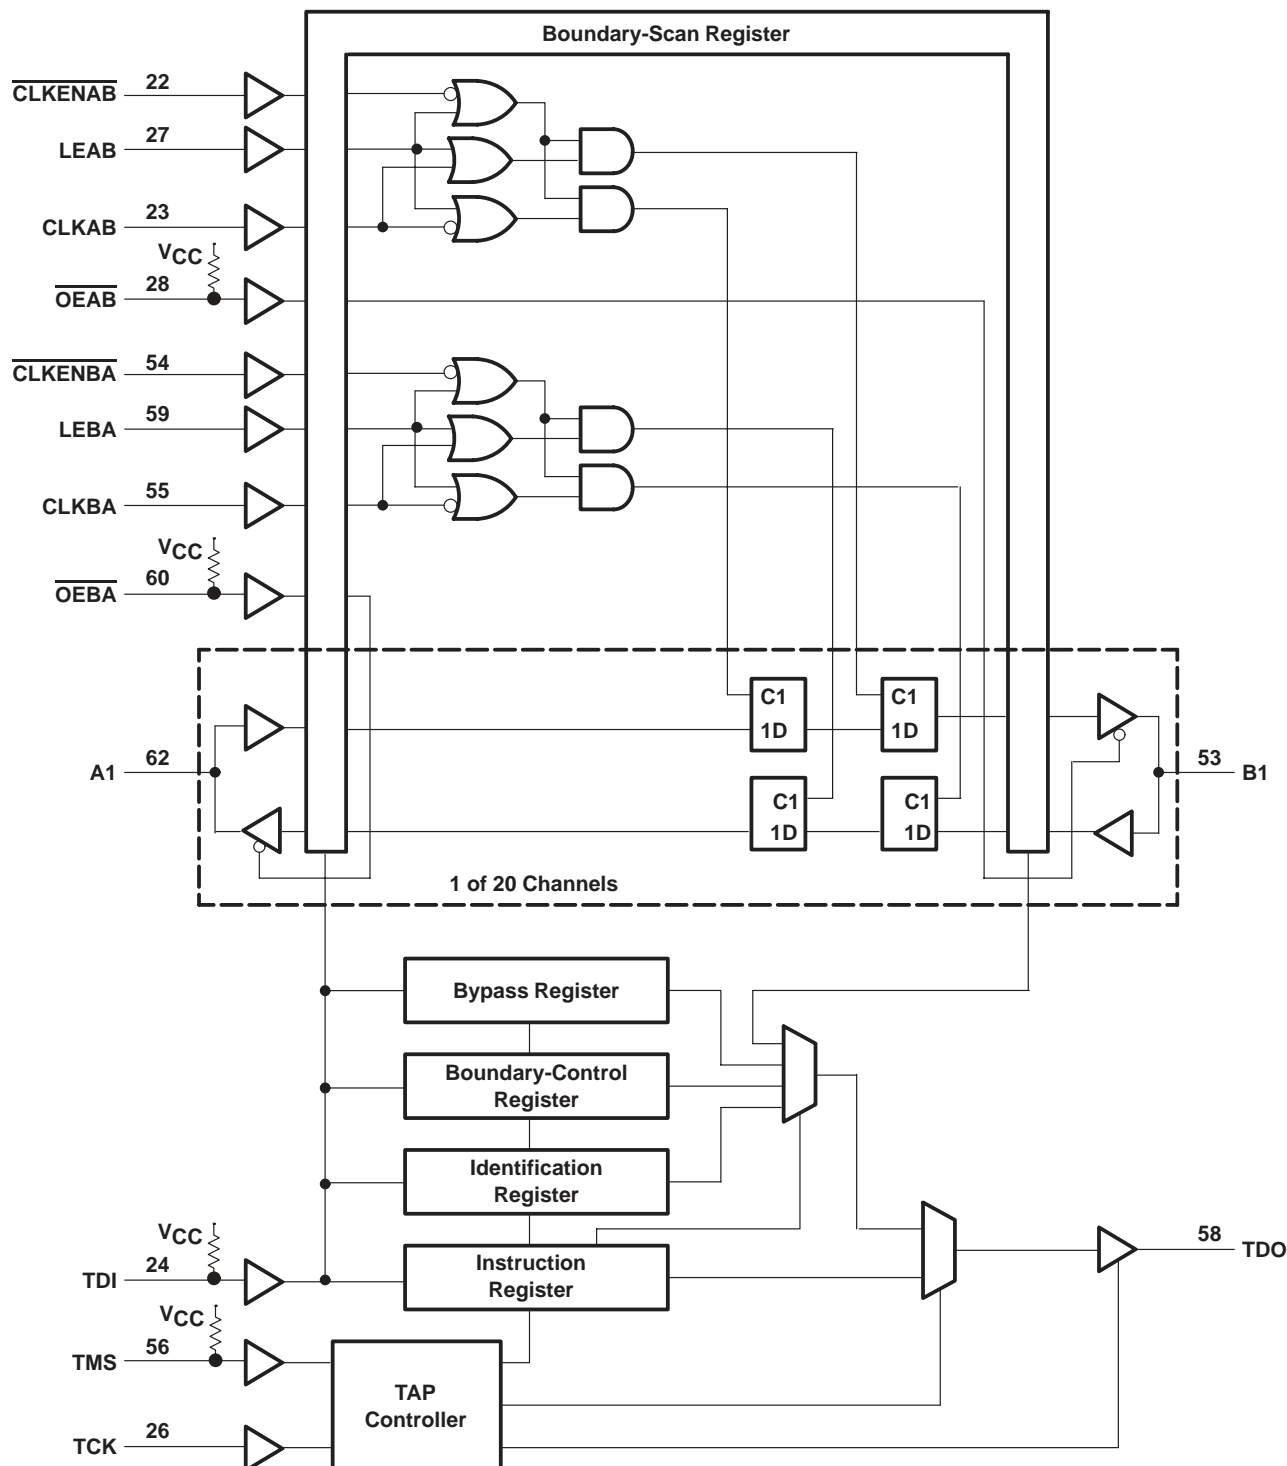 Boundary-Scan Register
CLKENAB 22
LEAB 27
CLKAB 23
VCC
OEAB 28
CLKENBA 54
LEBA 59
CLKBA 55
VCC
OEBA 60
C1
1D
C1
1D
A1 62
53 B1
C1
1D
C1
1D
1 of 20 Channels
Bypass Register
Boundary-Control
Register
Identification
Register
VCC
TDI 24
Instruction
Register
58 TDO
VCC
TMS 56
TAP
Controller
TCK 26